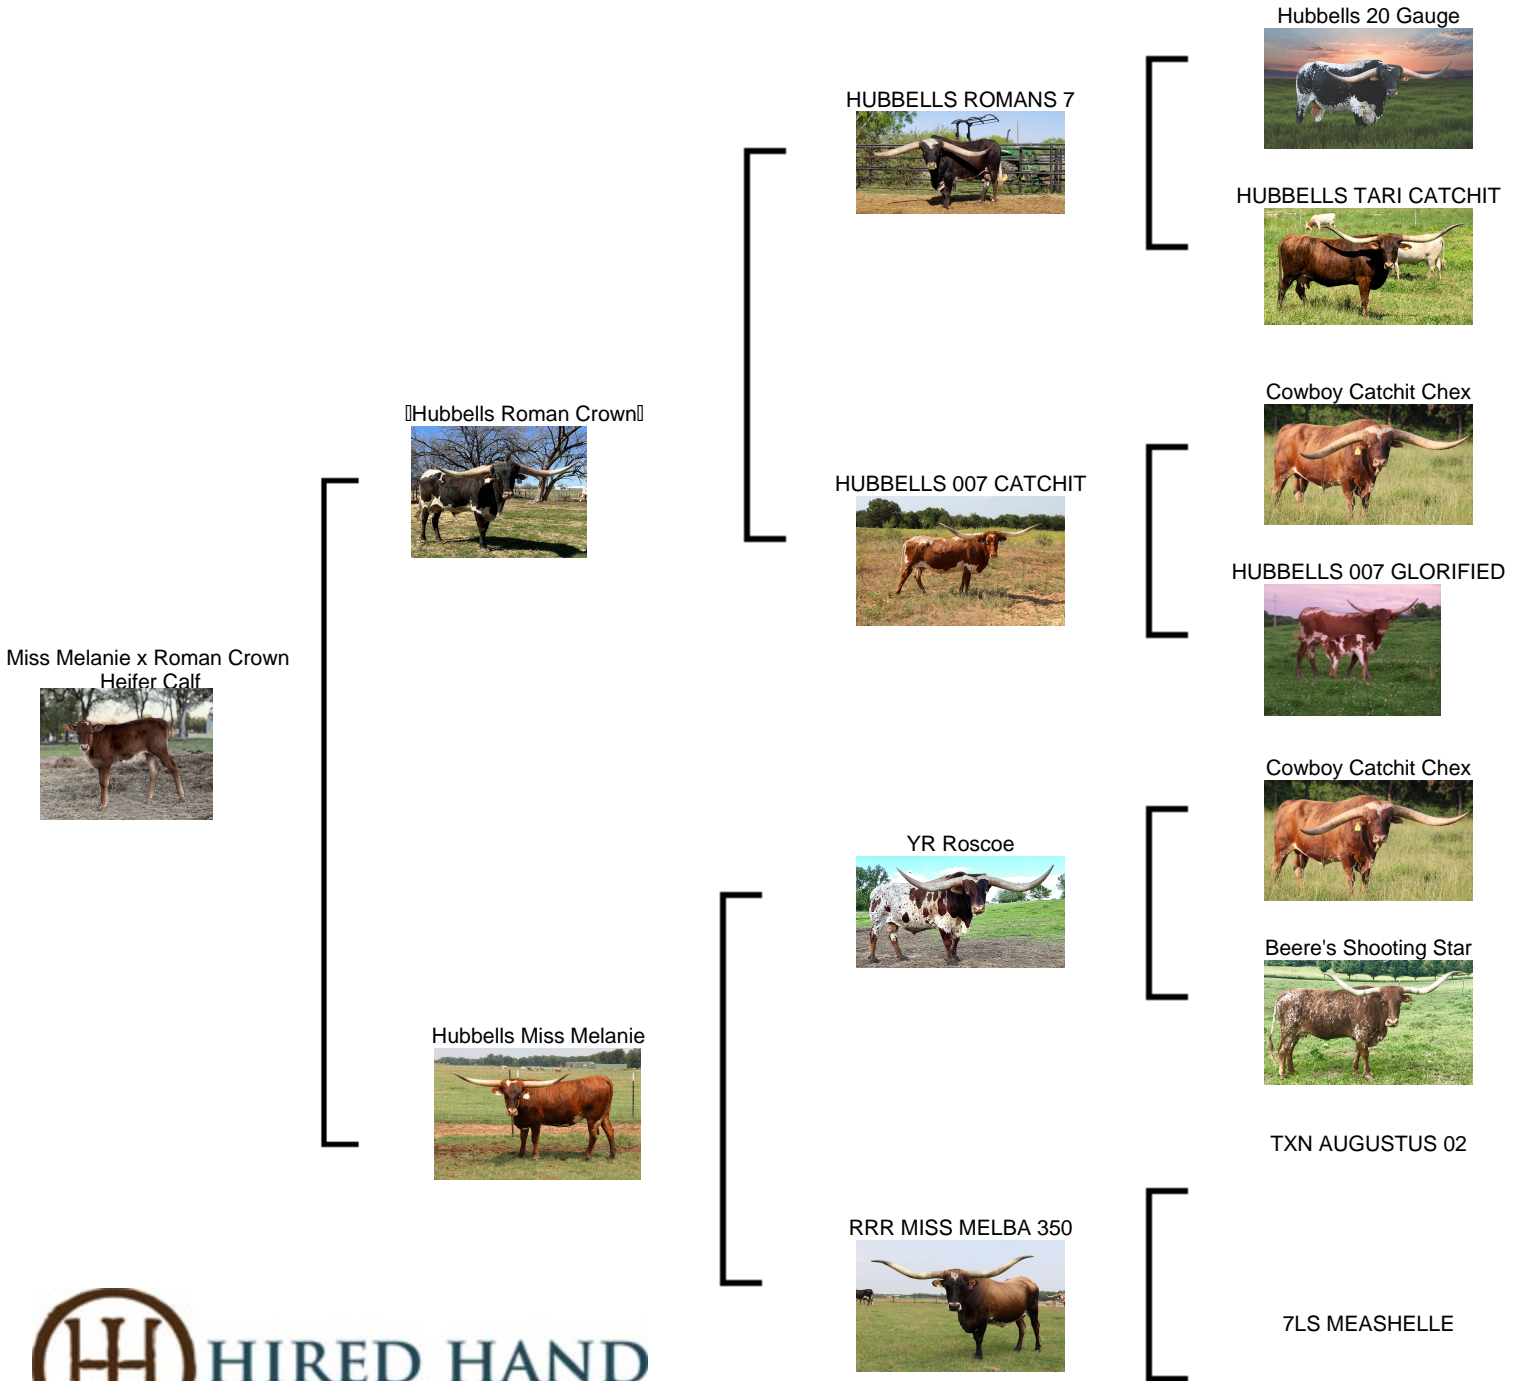 Hubbells 20 Gauge
HUBBELLS ROMANS 7
HUBBELLS TARI CATCHIT
Cowboy Catchit Chex
Hubbells Roman Crown
HUBBELLS 007 CATCHIT
HUBBELLS 007 GLORIFIED
Miss Melanie x Roman Crown
Heifer Calf
Cowboy Catchit Chex
YR Roscoe
Beere's Shooting Star
Hubbells Miss Melanie
TXN AUGUSTUS 02
RRR MISS MELBA 350
7LS MEASHELLE
HIRED HAND